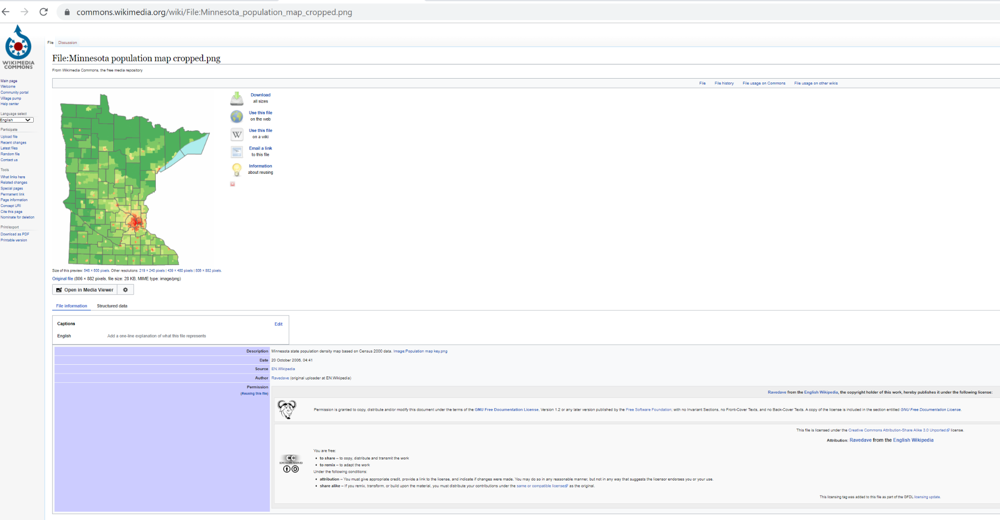 commons.wikimedia.org/wiki/File:Minnesota_population_map_cropped.png
WIKIMEDIA
COMMONS
File Discussion
File:Minnesota population map cropped.png
From Wikimedia Commons, the free media repository
File File history File usage on Commons File usage on other wikis
Main page
Welcome
Community portal
Village pump
Help center
Language select
English
Participate
Upload file
Recent changes
Latest files
Random file
Contact us
Tools
What links here
Related changes
Special pages
Permanent link
Page information
Concept URI
Cite this page
Nominate for deletion
Print/export
Download as PDF
Printable version
Download
all sizes
Use this file
on the web
W
Use this file
on a wiki
Email a link
to this file
Information
about reusing
Size of this preview: 548 × 600 pixels. Other resolutions: 219 × 240 pixels | 439 × 480 pixels | 806 × 882 pixels.
Original file (806 × 882 pixels, file size: 28 KB, MIME type: image/png)
Open in Media Viewer
File information Structured data
Captions Edit
English Add a one-line explanation of what this file represents
Description Minnesota state population density map based on Census 2000 data. Image:Population map key.png
Date 20 October 2006, 04:41
Source EN.Wikipedia
Author Ravedave (original uploader at EN.Wikipedia)
Permission
(Reusing this file)
Ravedave from the English Wikipedia, the copyright holder of this work, hereby publishes it under the following license:
Permission is granted to copy, distribute and/or modify this document under the terms of the GNU Free Documentation License, Version 1.2 or any later version published by the Free Software Foundation; with no Invariant Sections, no Front-Cover Texts, and no Back-Cover Texts. A copy of the license is included in the section entitled GNU Free Documentation License.
This file is licensed under the Creative Commons Attribution-Share Alike 3.0 Unported license.
Attribution: Ravedave from the English Wikipedia
CC
SOME RIGHTS RESERVED
You are free:
• to share – to copy, distribute and transmit the work
• to remix – to adapt the work
Under the following conditions:
• attribution – You must give appropriate credit, provide a link to the license, and indicate if changes were made. You may do so in any reasonable manner, but not in any way that suggests the licensor endorses you or your use.
• share alike – If you remix, transform, or build upon the material, you must distribute your contributions under the same or compatible license as the original.
This licensing tag was added to this file as part of the GFDL licensing update.